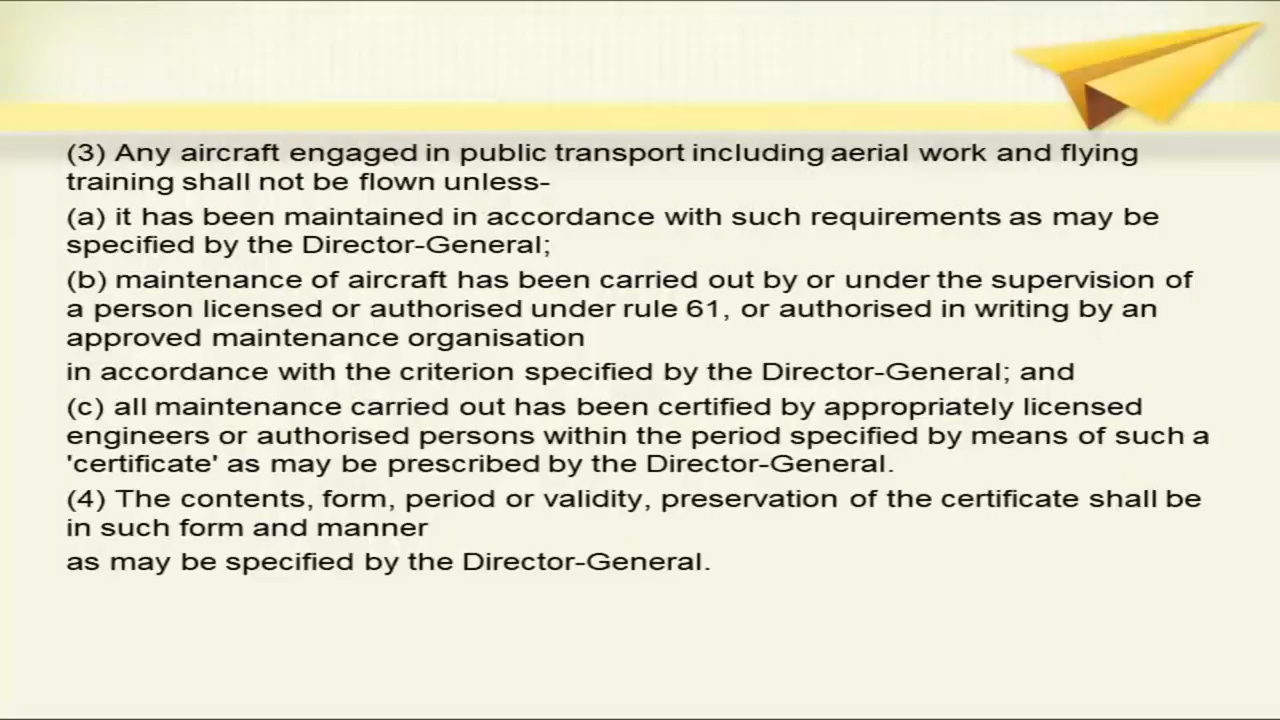 (3) Any aircraft engaged in public transport including aerial work and flying
training shall not be flown unless-
(a) it has been maintained in accordance with such requirements as may be
specified by the Director-General;
(b) maintenance of aircraft has been carried out by or under the supervision of
a person licensed or authorised under rule 61, or authorised in writing by an
approved maintenance organisation
in accordance with the criterion specified by the Director-General; and
(c) all maintenance carried out has been certified by appropriately licensed
engineers or authorised persons within the period specified by means of such a
'certificate' as may be prescribed by the Director-General.
(4) The contents, form, period or validity, preservation of the certificate shall be
in such form and manner
as may be specified by the Director-General.